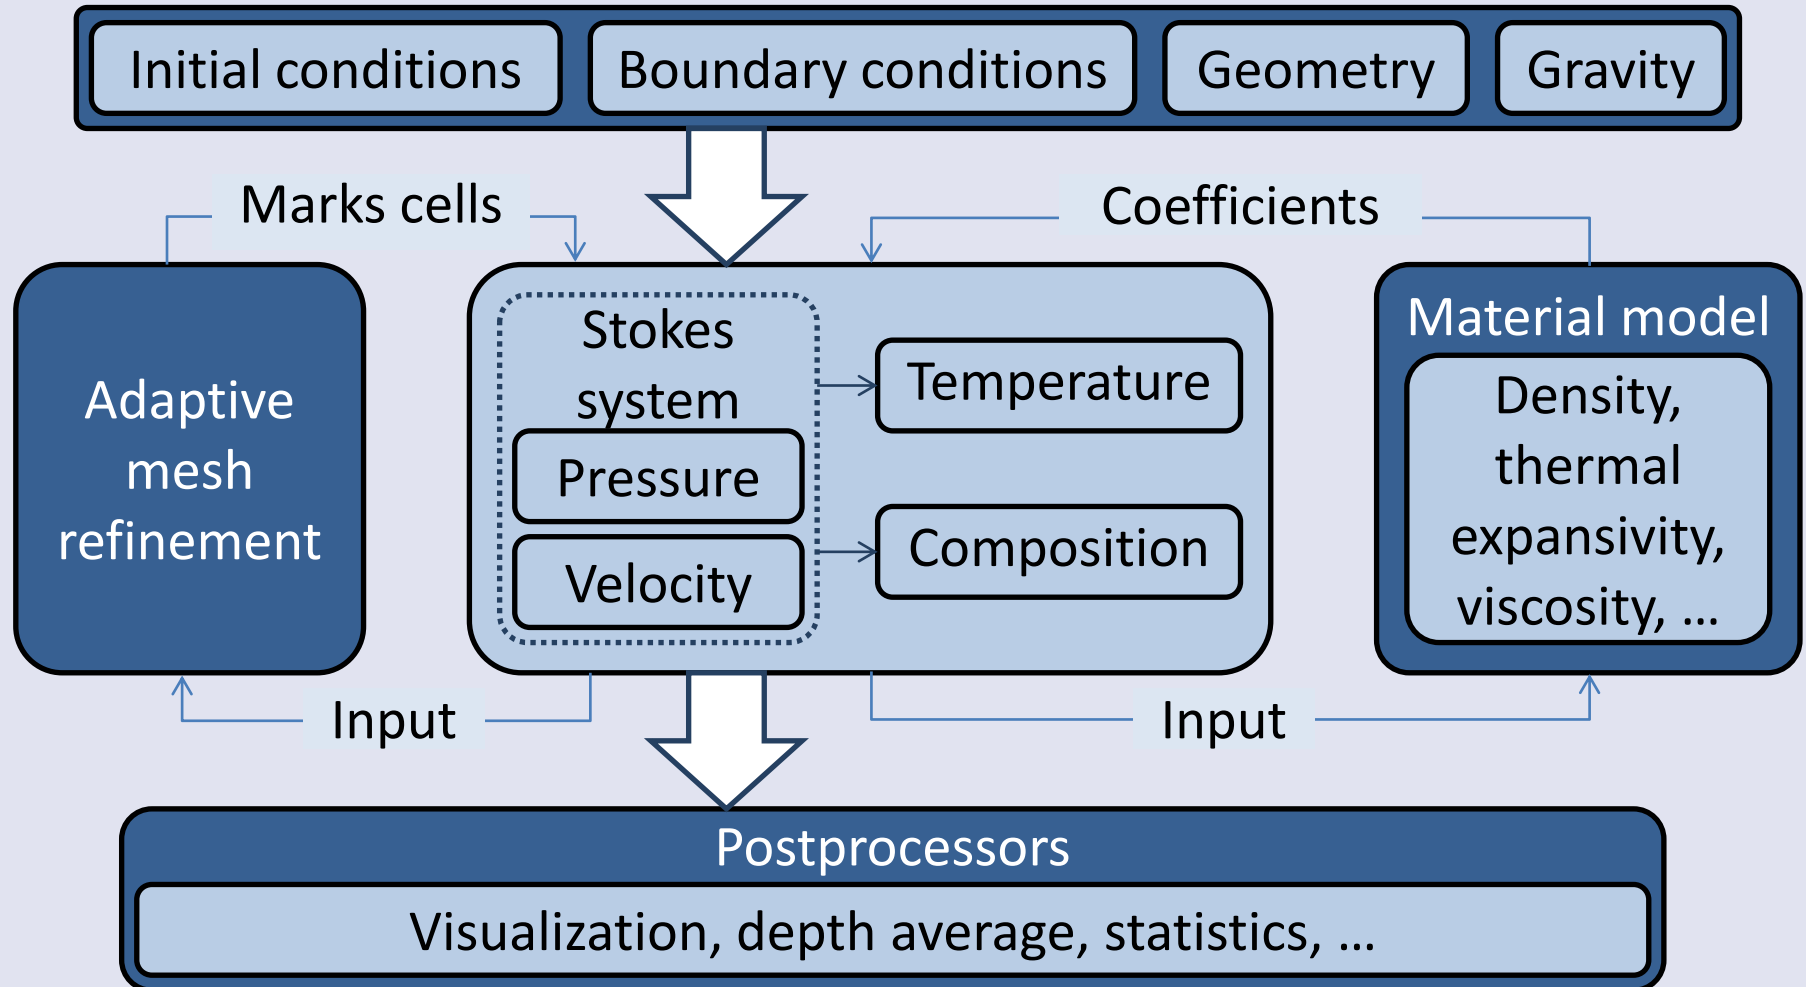 Initial conditions
Boundary conditions
Geometry
Gravity
Marks cells
Coefficients
Adaptive
mesh
refinement
Stokes
system
Pressure
Velocity
Temperature
Composition
Material model
Density,
thermal
expansivity,
viscosity, ...
Input
Input
Postprocessors
Visualization, depth average, statistics, ...